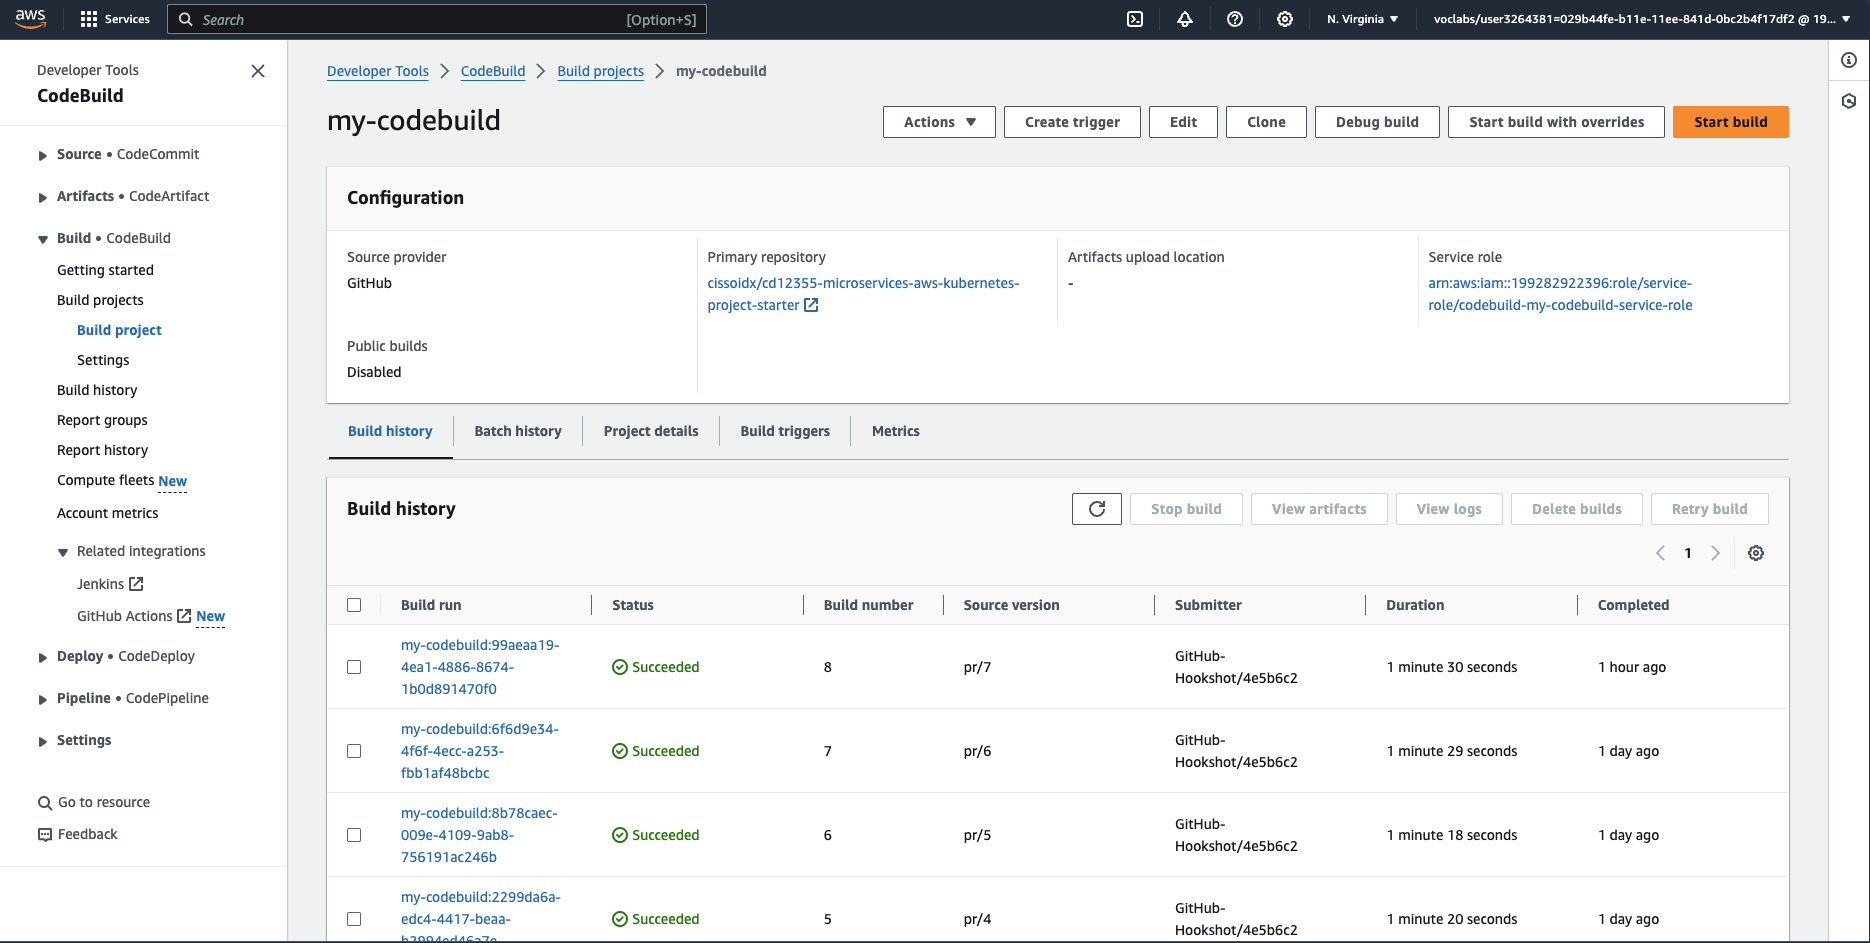 aws
Services
Search
[Option+S]
N. Virginia
voclabs/user3264381=029b44fe-b11e-11ee-841d-0bc2b4f17df2 @ 19...
Developer Tools
CodeBuild
Source • CodeCommit
Artifacts • CodeArtifact
Build • CodeBuild
Getting started
Build projects
Build project
Settings
Build history
Report groups
Report history
Compute fleets New
Account metrics
Related integrations
Jenkins
GitHub Actions New
Deploy • CodeDeploy
Pipeline • CodePipeline
Settings
Go to resource
Feedback
Developer Tools
CodeBuild
Build projects
my-codebuild
my-codebuild
Actions
Create trigger
Edit
Clone
Debug build
Start build with overrides
Start build
Configuration
Source provider
GitHub
Primary repository
cissoidx/cd12355-microservices-aws-kubernetes-
project-starter
Artifacts upload location
-
Service role
arn:aws:iam::199282922396:role/service-
role/codebuild-my-codebuild-service-role
Public builds
Disabled
Build history
Batch history
Project details
Build triggers
Metrics
Build history
Stop build
View artifacts
View logs
Delete builds
Retry build
1
Build run
Status
Build number
Source version
Submitter
Duration
Completed
my-codebuild:99aeaa19-
4ea1-4886-8674-
1b0d891470f0
Succeeded
8
pr/7
GitHub-
Hookshot/4e5b6c2
1 minute 30 seconds
1 hour ago
my-codebuild:6f6d9e34-
4f6f-4ecc-a253-
fbb1af48bcbc
Succeeded
7
pr/6
GitHub-
Hookshot/4e5b6c2
1 minute 29 seconds
1 day ago
my-codebuild:8b78caec-
009e-4109-9ab8-
756191ac246b
Succeeded
6
pr/5
GitHub-
Hookshot/4e5b6c2
1 minute 18 seconds
1 day ago
my-codebuild:2299da6a-
edc4-4417-beaa-
Succeeded
5
pr/4
GitHub-
Hookshot/4e5b6c2
1 minute 20 seconds
1 day ago